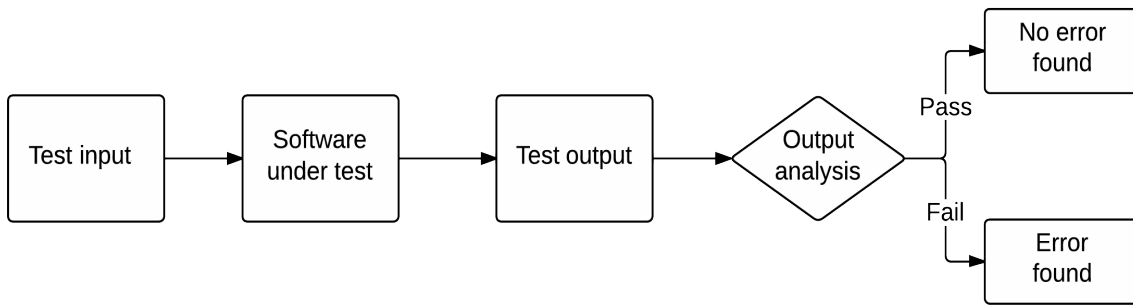 Test input
Software
under test
Test output
Output
analysis
Pass
No error
found
Fail
Error
found